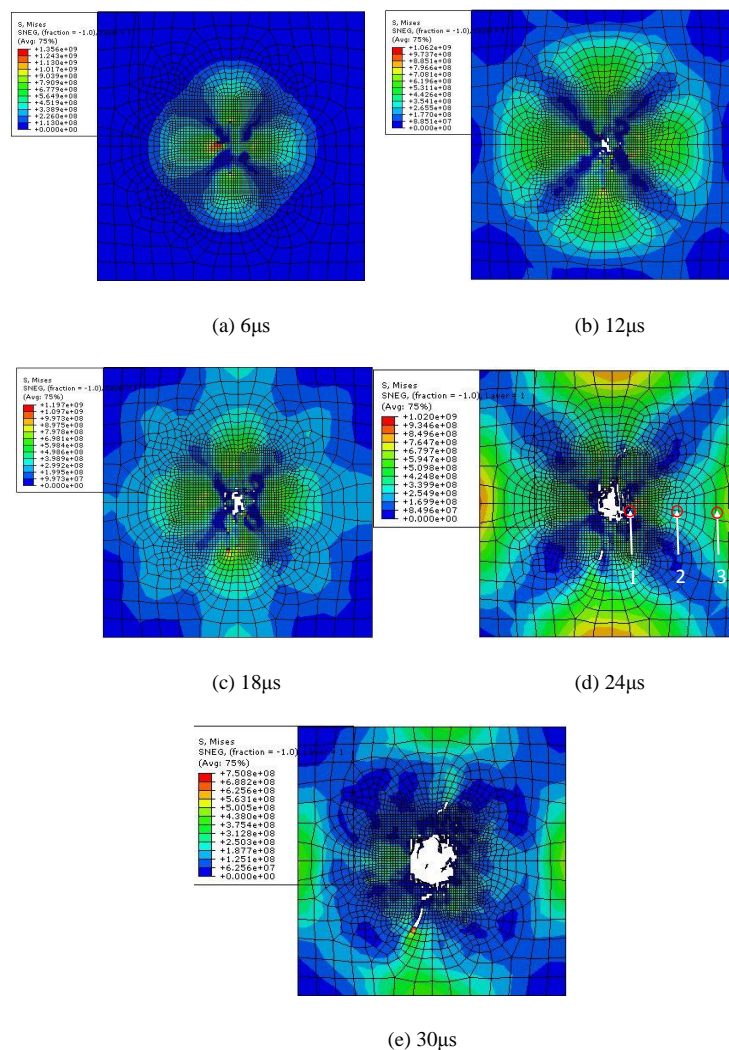 S, Mises
SNEG, (fraction = -1.0)
(Avg: 75%)
+1.356e+09
+1.243e+09
+1.130e+09
+1.017e+09
+9.039e+08
+7.909e+08
+6.779e+08
+5.649e+08
+4.519e+08
+3.389e+08
+2.260e+08
+1.130e+08
+0.000e+00
(a) 6μs
S, Mises
SNEG, (fraction = -1.0)
(Avg: 75%)
+1.062e+09
+9.737e+08
+8.851e+08
+7.966e+08
+7.081e+08
+6.196e+08
+5.311e+08
+4.426e+08
+3.541e+08
+2.655e+08
+1.770e+08
+8.851e+07
+0.000e+00
(b) 12μs
S, Mises
SNEG, (fraction = -1.0)
(Avg: 75%)
+1.197e+09
+1.097e+09
+9.973e+08
+8.975e+08
+7.978e+08
+6.981e+08
+5.984e+08
+4.986e+08
+3.989e+08
+2.992e+08
+1.995e+08
+9.973e+07
+0.000e+00
(c) 18μs
S, Mises
SNEG, (fraction = -1.0), Layer = 1
(Avg: 75%)
+1.020e+09
+9.346e+08
+8.496e+08
+7.647e+08
+6.797e+08
+5.947e+08
+5.098e+08
+4.248e+08
+3.399e+08
+2.549e+08
+1.699e+08
+8.496e+07
+0.000e+00
1 2 3
(d) 24μs
S, Mises
SNEG, (fraction = -1.0), Layer = 1
(Avg: 75%)
+7.508e+08
+6.882e+08
+6.256e+08
+5.631e+08
+5.005e+08
+4.380e+08
+3.754e+08
+3.128e+08
+2.503e+08
+1.877e+08
+1.251e+08
+6.256e+07
+0.000e+00
(e) 30μs